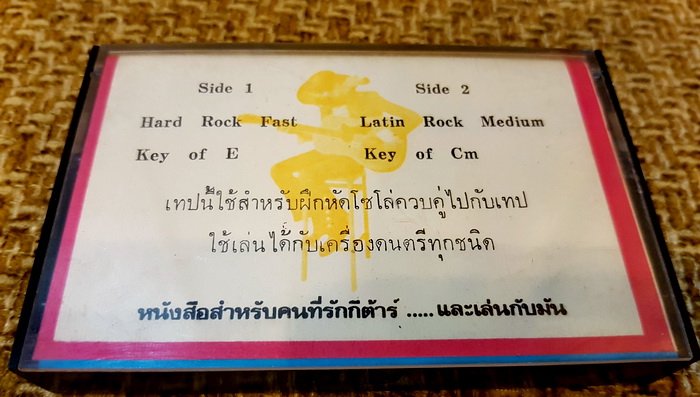 Side 1 Side 2
Hard Rock Fast Latin Rock Medium
Key of E Key of Cm
เทปนี้ใช้สำหรับฝึกหัดโซโล่ควบคู่ไปกับเทป
ใช้เล่นได้กับเครื่องดนตรีทุกชนิด
หนังสือสำหรับคนที่รักกีต้าร์ .....และเล่นกับมัน